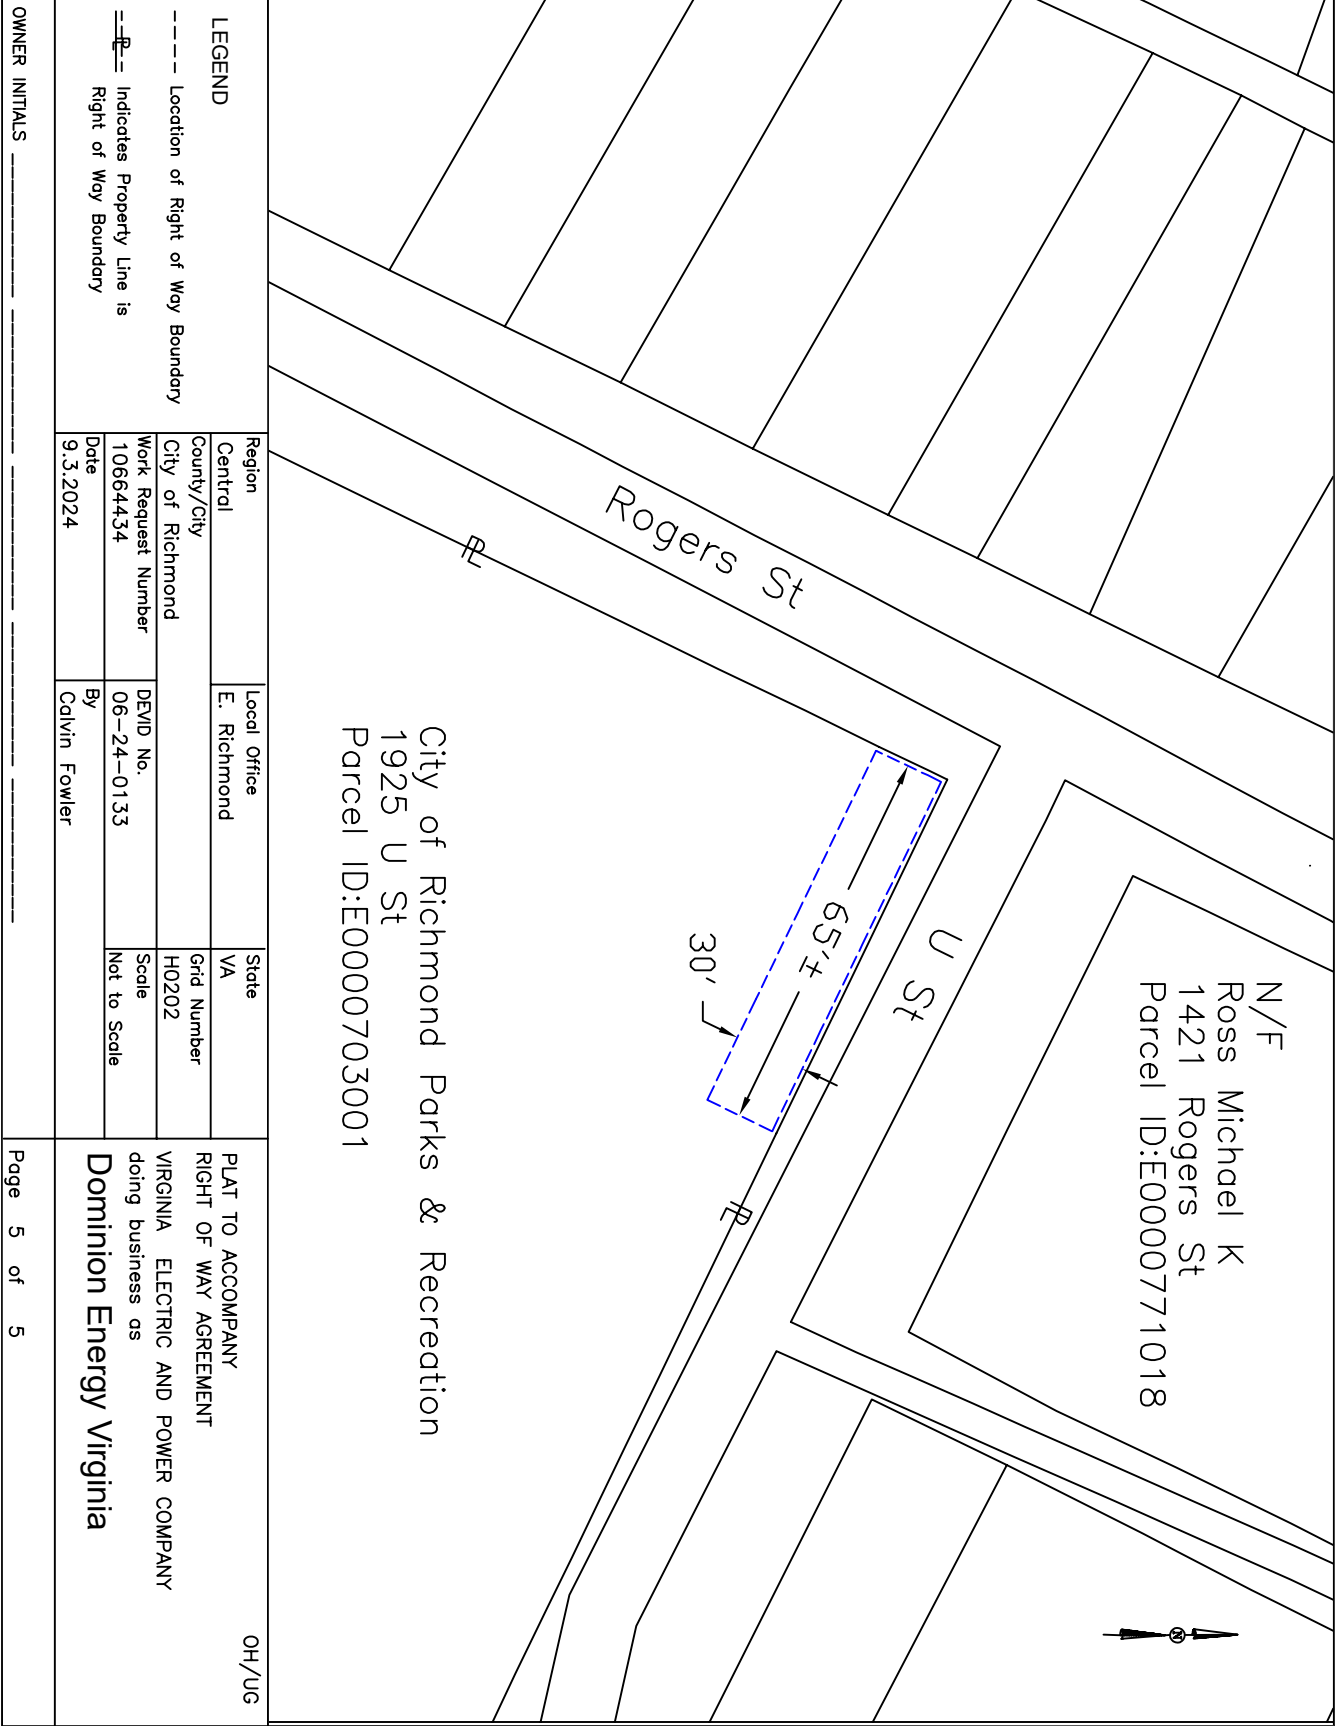 N/F
Ross Michael K
1421 Rogers St
Parcel ID:E0000771018
Rogers St
U St
65'±
30'
PL
PL
City of Richmond Parks & Recreation
1925 U St
Parcel ID:E0000703001
N
LEGEND
---- Location of Right of Way Boundary
--PL-- Indicates Property Line is
Right of Way Boundary
Region
Central
Local Office
E. Richmond
State
VA
County/City
City of Richmond
Grid Number
H0202
Work Request Number
10664434
DEVID No.
06-24-0133
Scale
Not to Scale
Date
9.3.2024
By
Calvin Fowler
OH/UG
PLAT TO ACCOMPANY
RIGHT OF WAY AGREEMENT
VIRGINIA ELECTRIC AND POWER COMPANY
doing business as
Dominion Energy Virginia
OWNER INITIALS
Page 5 of 5